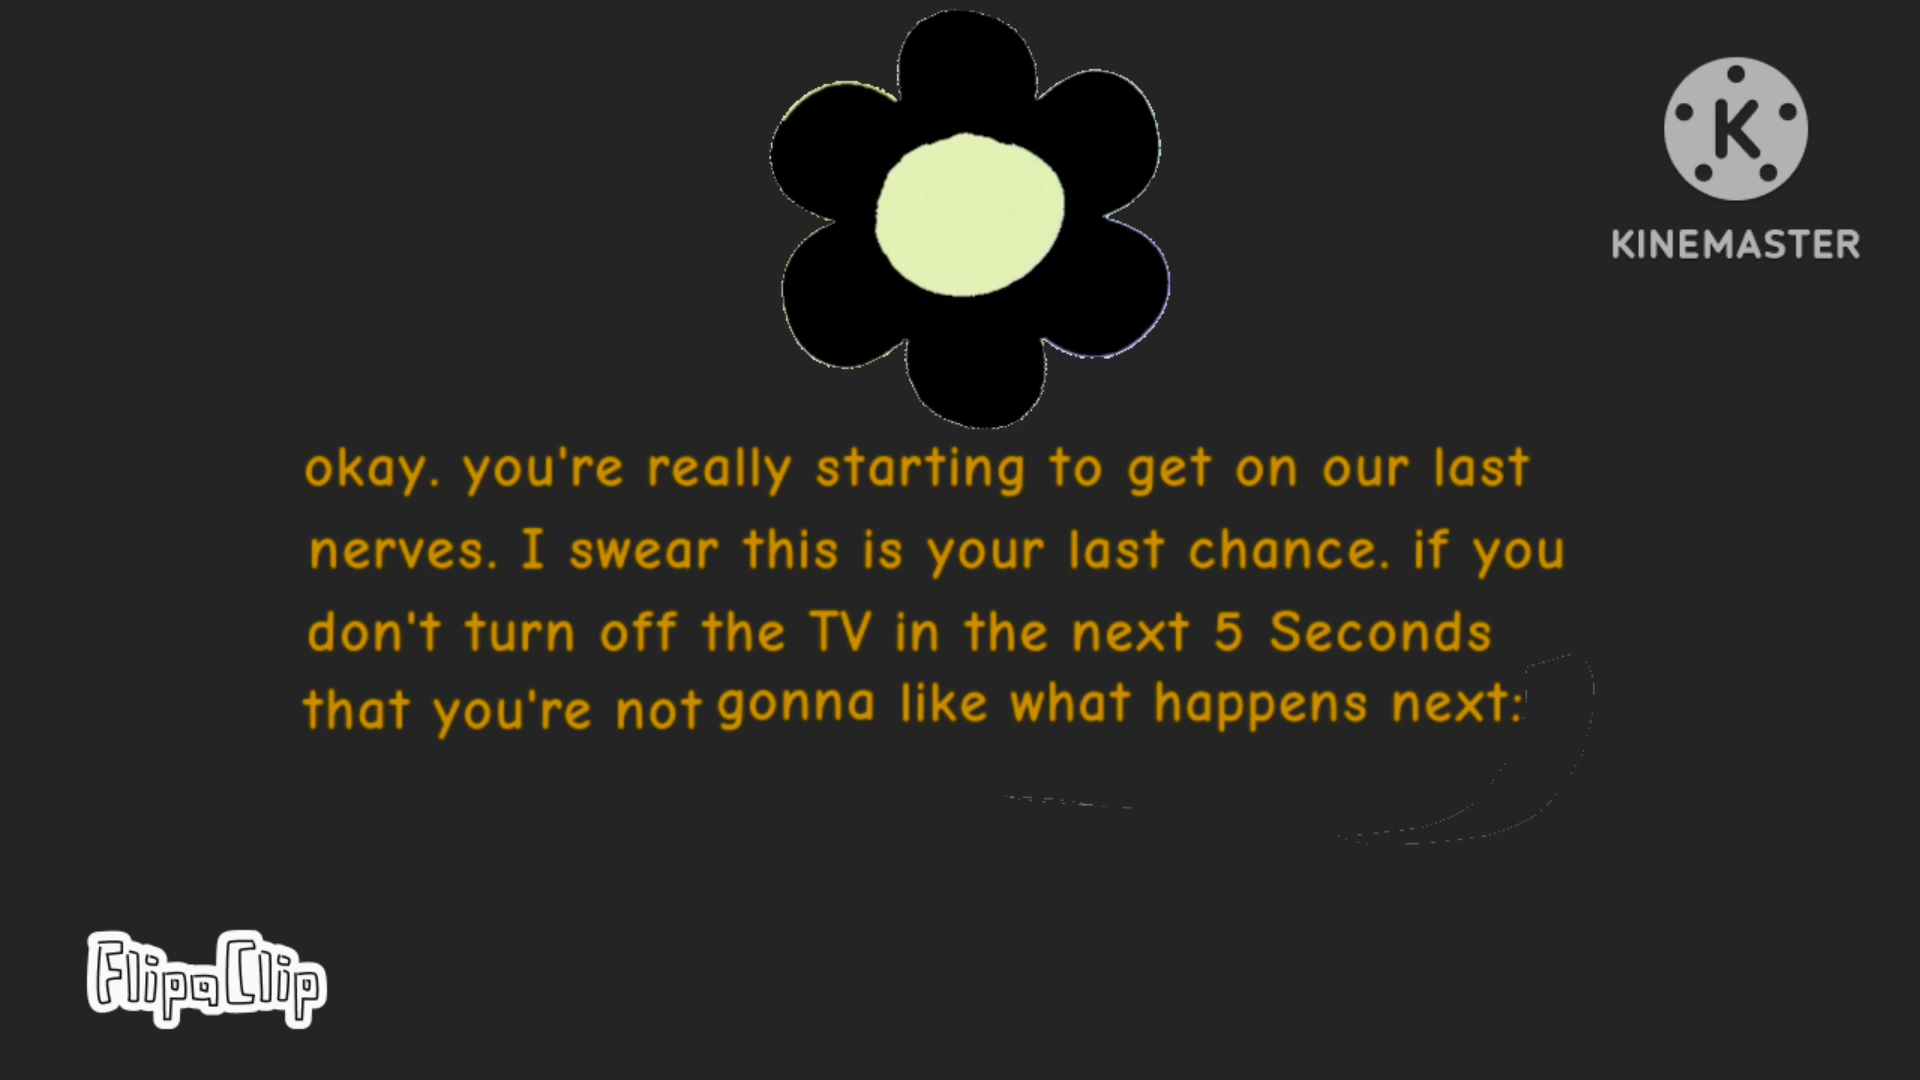 K
KINEMASTER
okay. you're really starting to get on our last
nerves. I swear this is your last chance. if you
don't turn off the TV in the next 5 Seconds
that you're not gonna like what happens next:
FlipaClip